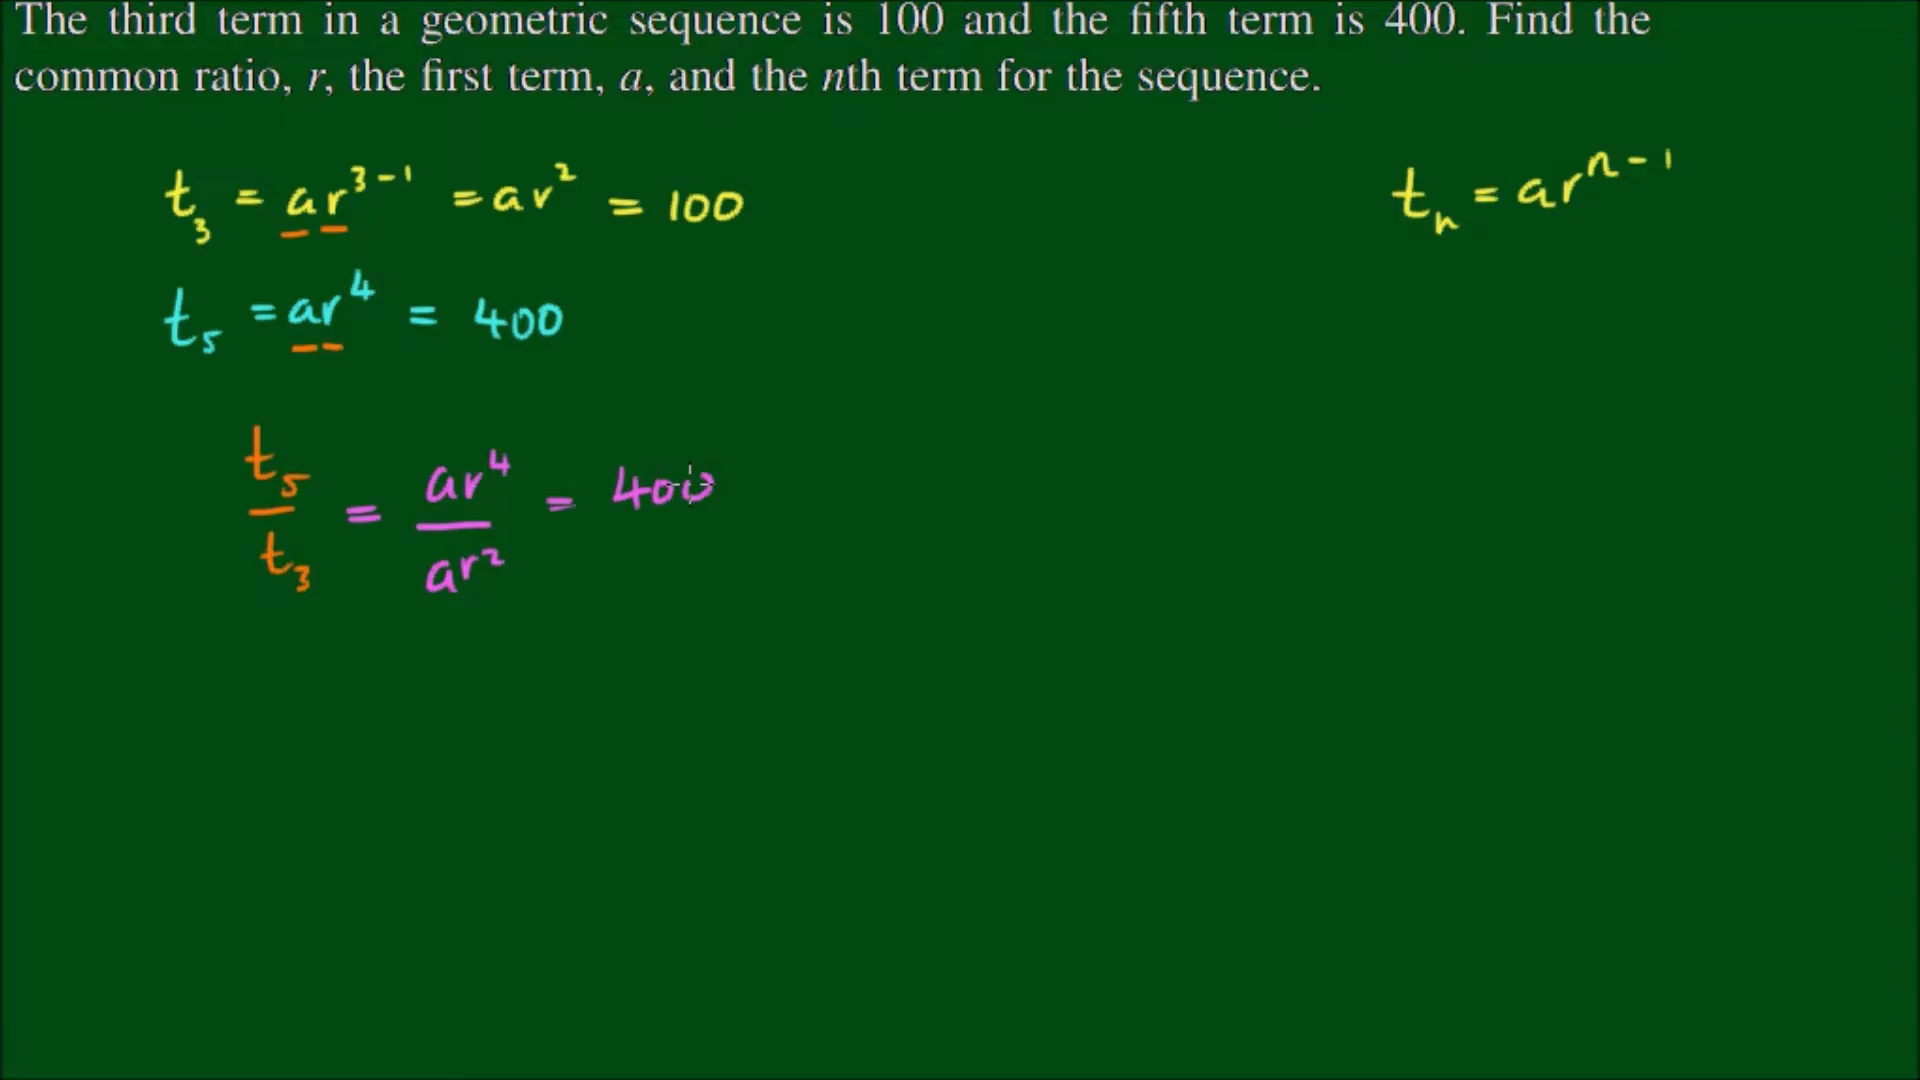 The third term in a geometric sequence is 100 and the fifth term is 400. Find the
common ratio, r, the first term, a, and the nth term for the sequence.
t₃ = ar³⁻¹ = ar² = 100
tₙ = arⁿ⁻¹
t₅ = ar⁴ = 400
t₅/t₃ = ar⁴/ar² = 400